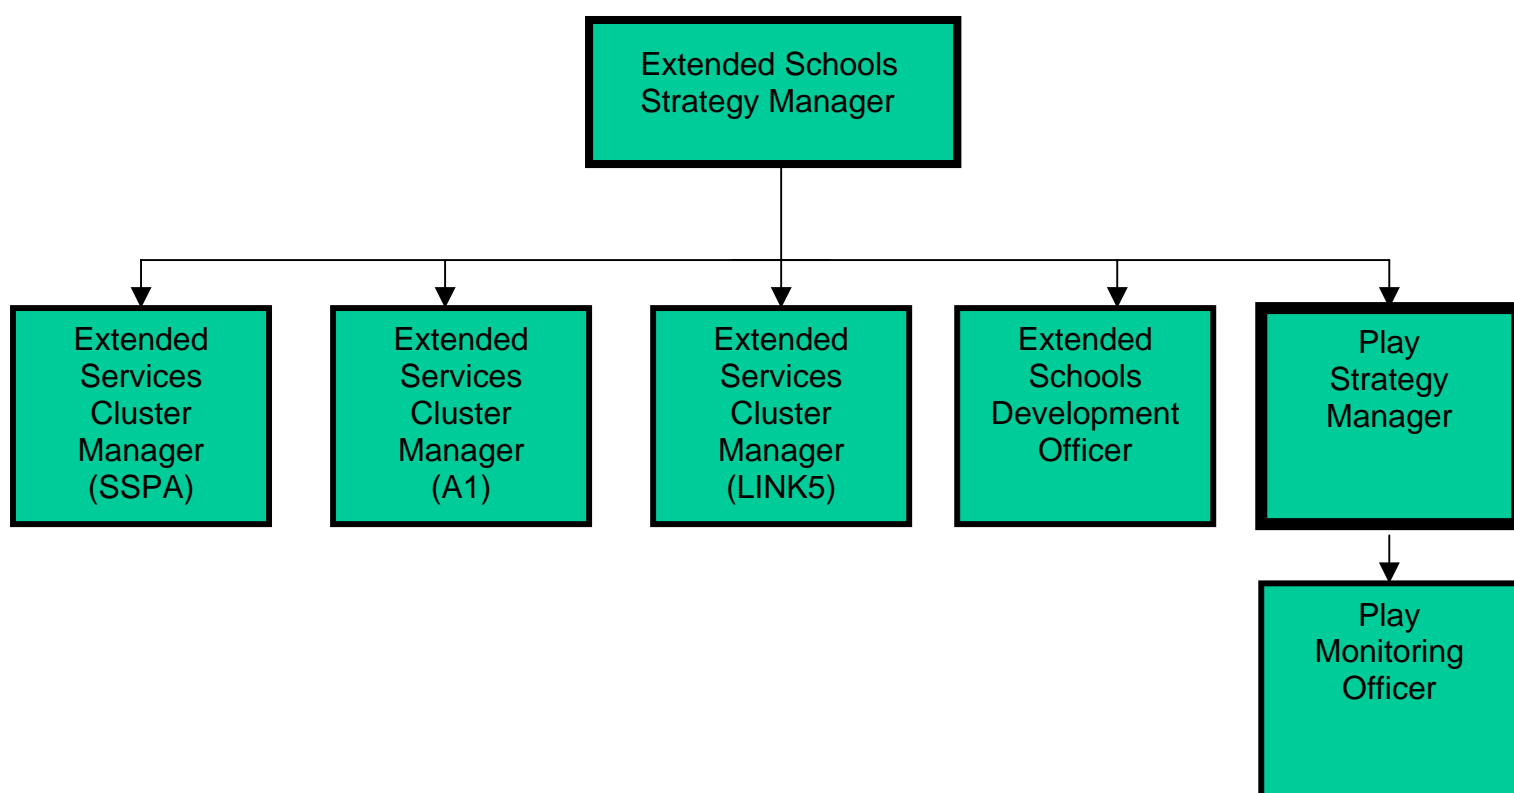 Extended Schools
Strategy Manager
Extended
Services
Cluster
Manager
(SSPA)
Extended
Services
Cluster
Manager
(A1)
Extended
Services
Cluster
Manager
(LINK5)
Extended
Schools
Development
Officer
Play
Strategy
Manager
Play
Monitoring
Officer